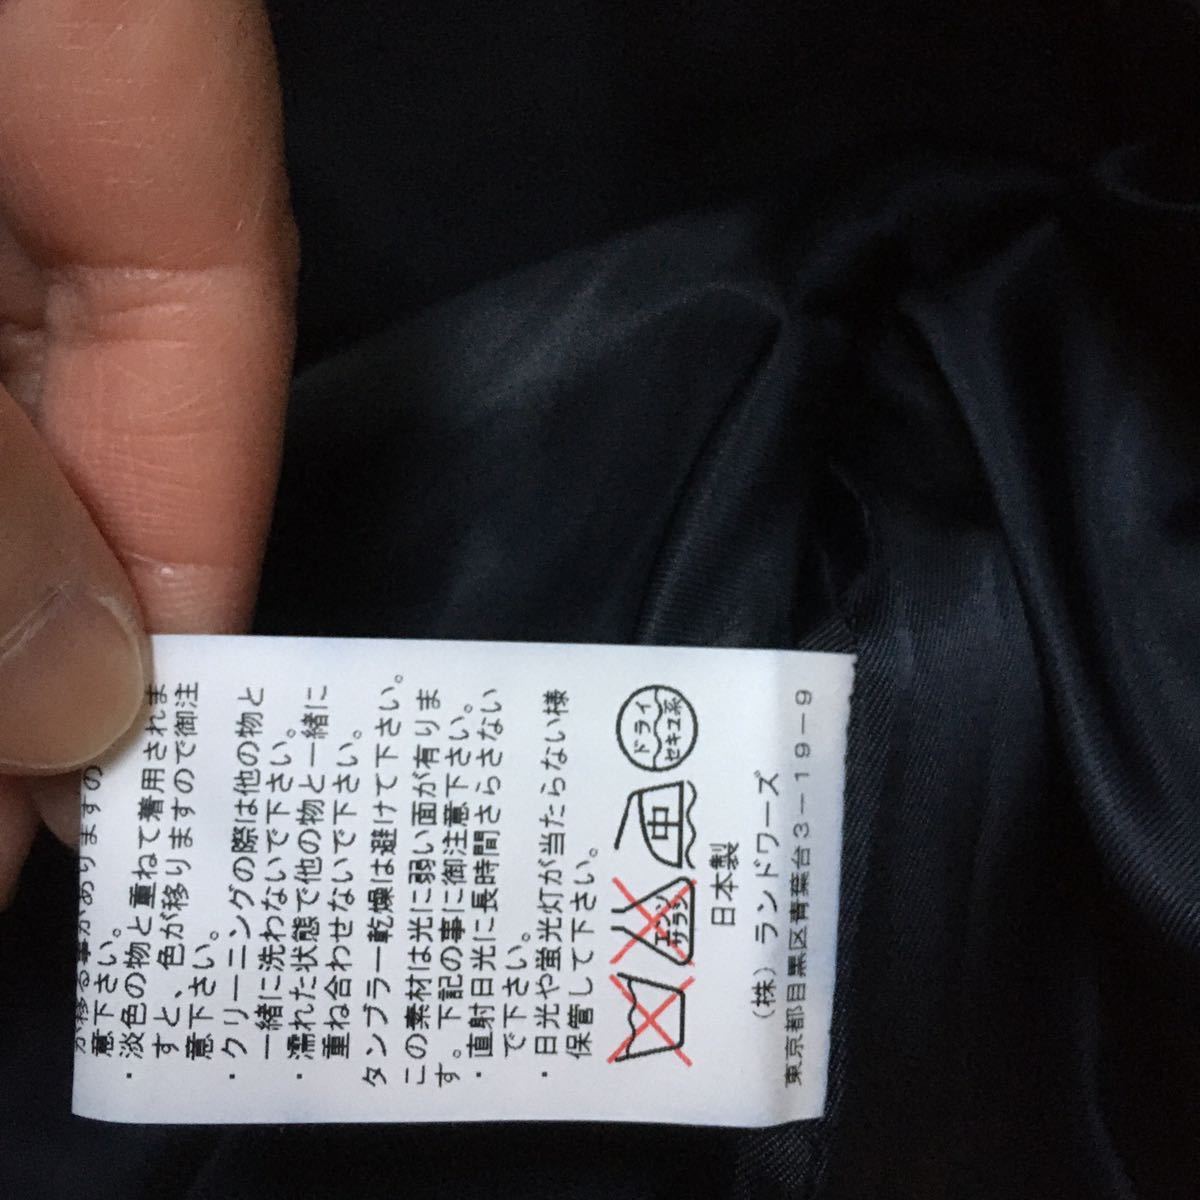 が移る事がありますの
意下さい。
・淡色の物と重ねて着用されま
すと、色が移りますので御注
意下さい。
・クリーニングの際は他の物と
一緒に洗わないで下さい。
・濡れた状態で他の物と一緒に
重ね合わせないで下さい。
タンブラー乾燥は避けて下さい。
この素材は光に弱い面が有りま
す。下記の事に御注意下さい。
・直射日光に長時間さらさない
で下さい。
・日光や蛍光灯が当たらない様
保管して下さい。
エンソ
サラシ
中
ドライ
セキユ系
日本製
(株)ランドワーズ
東京都目黒区青葉台3-19-9